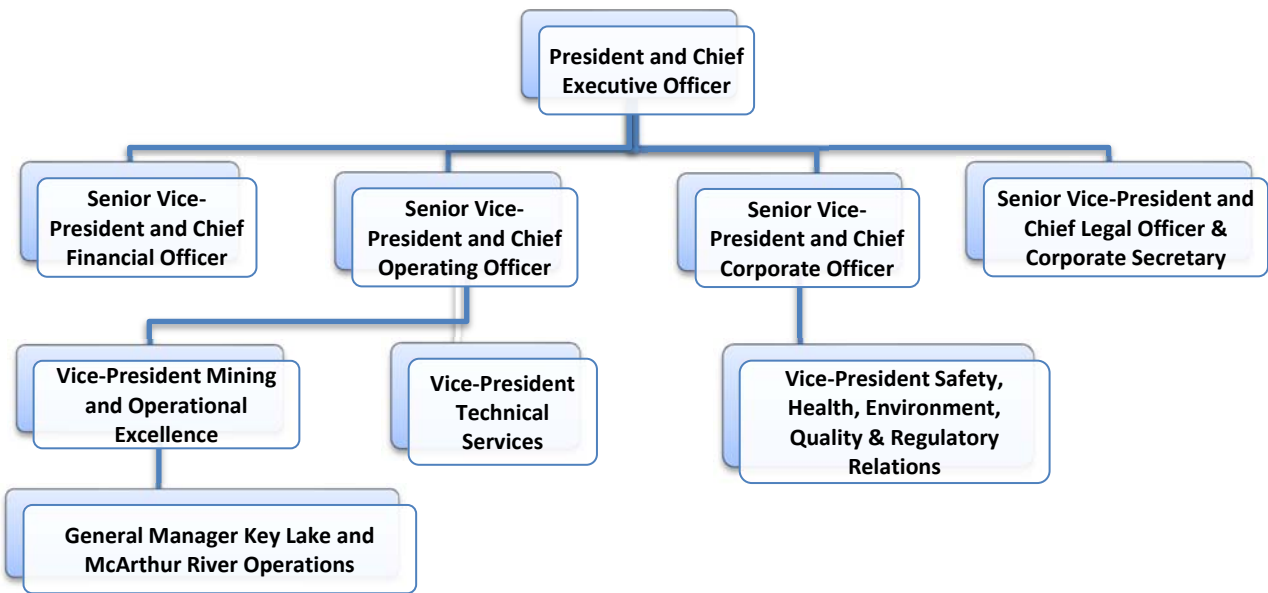 President and Chief
Executive Officer
Senior Vice-
President and Chief
Financial Officer
Senior Vice-
President and Chief
Operating Officer
Senior Vice-
President and Chief
Corporate Officer
Senior Vice-President and
Chief Legal Officer &
Corporate Secretary
Vice-President Mining
and Operational
Excellence
Vice-President
Technical
Services
Vice-President Safety,
Health, Environment,
Quality & Regulatory
Relations
General Manager Key Lake and
McArthur River Operations